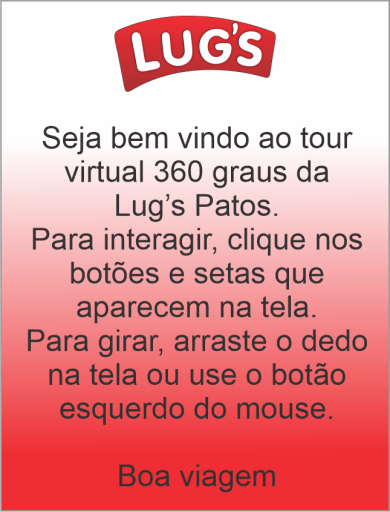 LUG'S
Seja bem vindo ao tour
virtual 360 graus da
Lug's Patos.
Para interagir, clique nos
botões e setas que
aparecem na tela.
Para girar, arraste o dedo
na tela ou use o botão
esquerdo do mouse.
Boa viagem